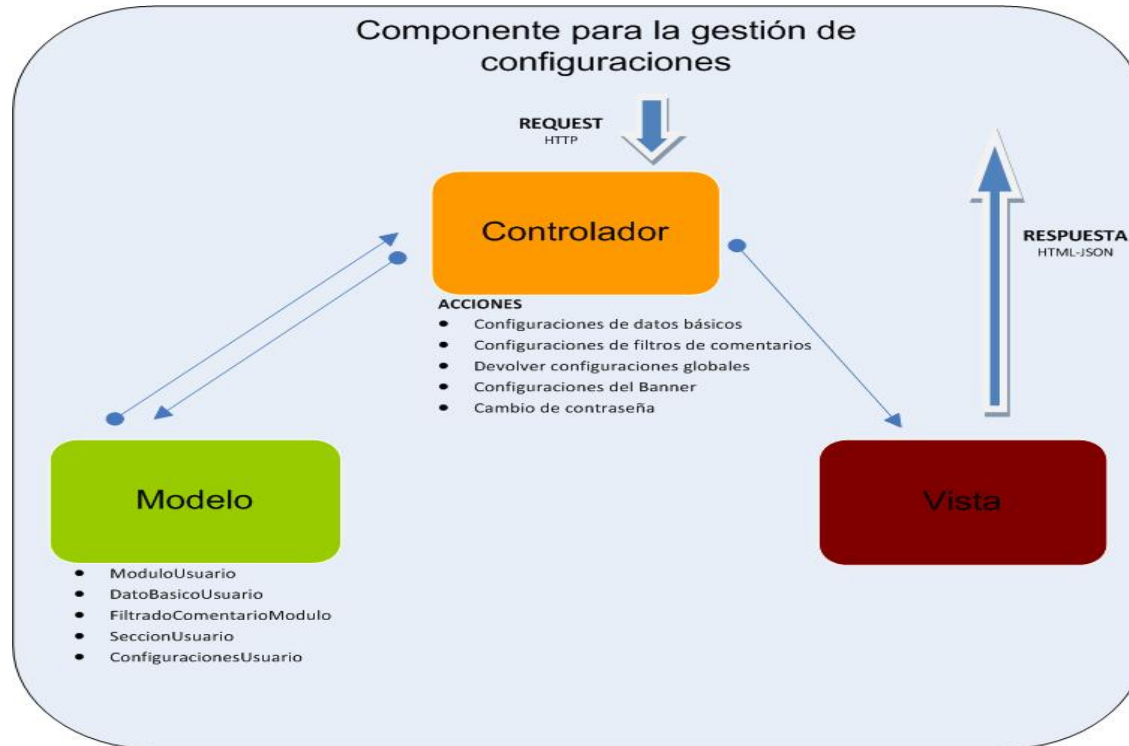 Componente para la gestión de
configuraciones
REQUEST
HTTP
Controlador
RESPUESTA
HTML-JSON
ACCIONES
• Configuraciones de datos básicos
• Configuraciones de filtros de comentarios
• Devolver configuraciones globales
• Configuraciones del Banner
• Cambio de contraseña
Modelo
Vista
• ModuloUsuario
• DatoBasicoUsuario
• FiltradoComentarioModulo
• SeccionUsuario
• ConfiguracionesUsuario